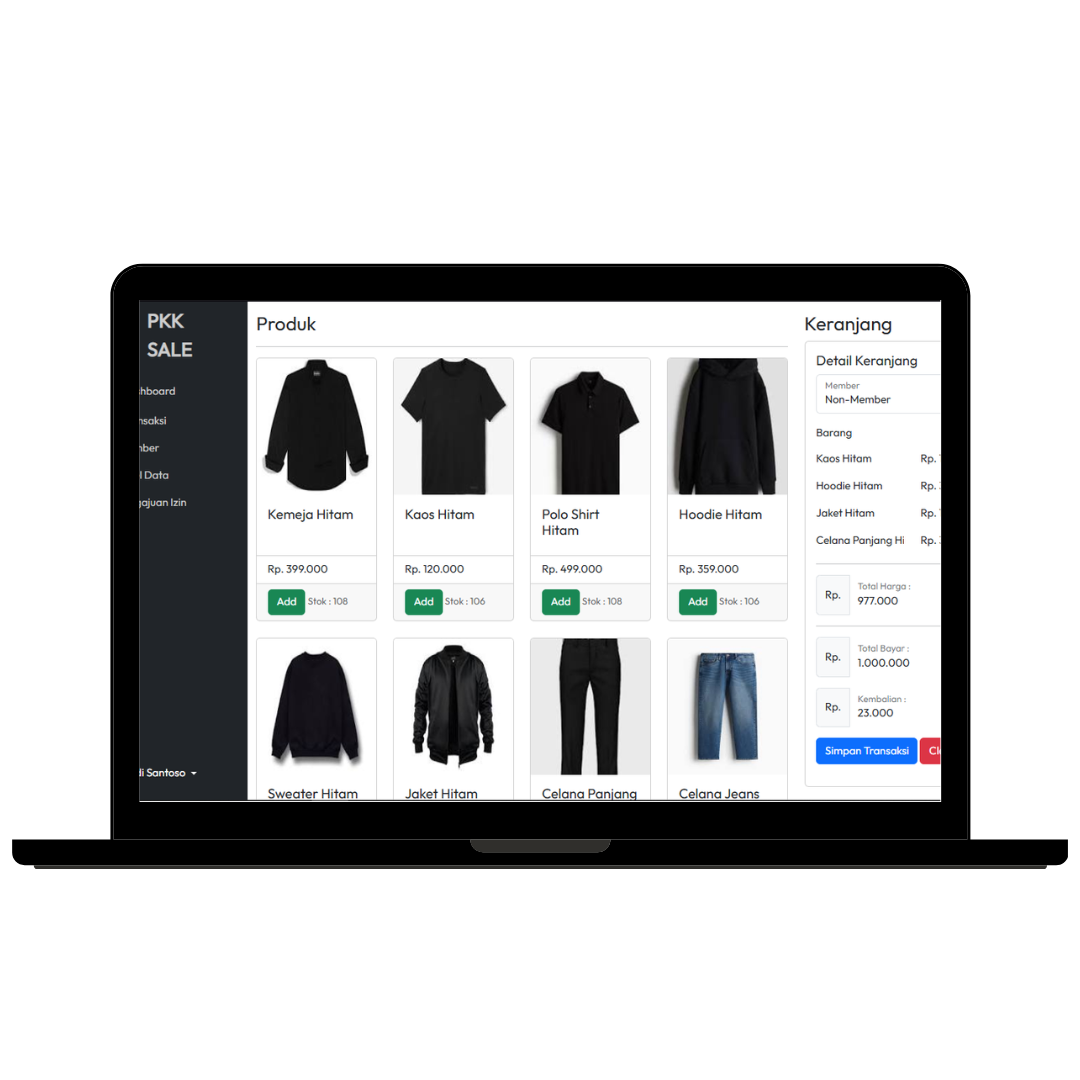 PKK
SALE
hboard
nsaksi
nber
l Data
gajuan Izin
di Santoso
Produk
Kemeja Hitam
Rp. 399.000
Add Stok : 108
Kaos Hitam
Rp. 120.000
Add Stok : 106
Polo Shirt
Hitam
Rp. 499.000
Add Stok : 108
Hoodie Hitam
Rp. 359.000
Add Stok : 106
Sweater Hitam
Jaket Hitam
Celana Panjang
Celana Jeans
Keranjang
Detail Keranjang
Member
Non-Member
Barang
Kaos Hitam Rp.
Hoodie Hitam Rp.
Jaket Hitam Rp.
Celana Panjang Hi Rp.
Rp. Total Harga :
977.000
Rp. Total Bayar :
1.000.000
Rp. Kembalian :
23.000
Simpan Transaksi Cl